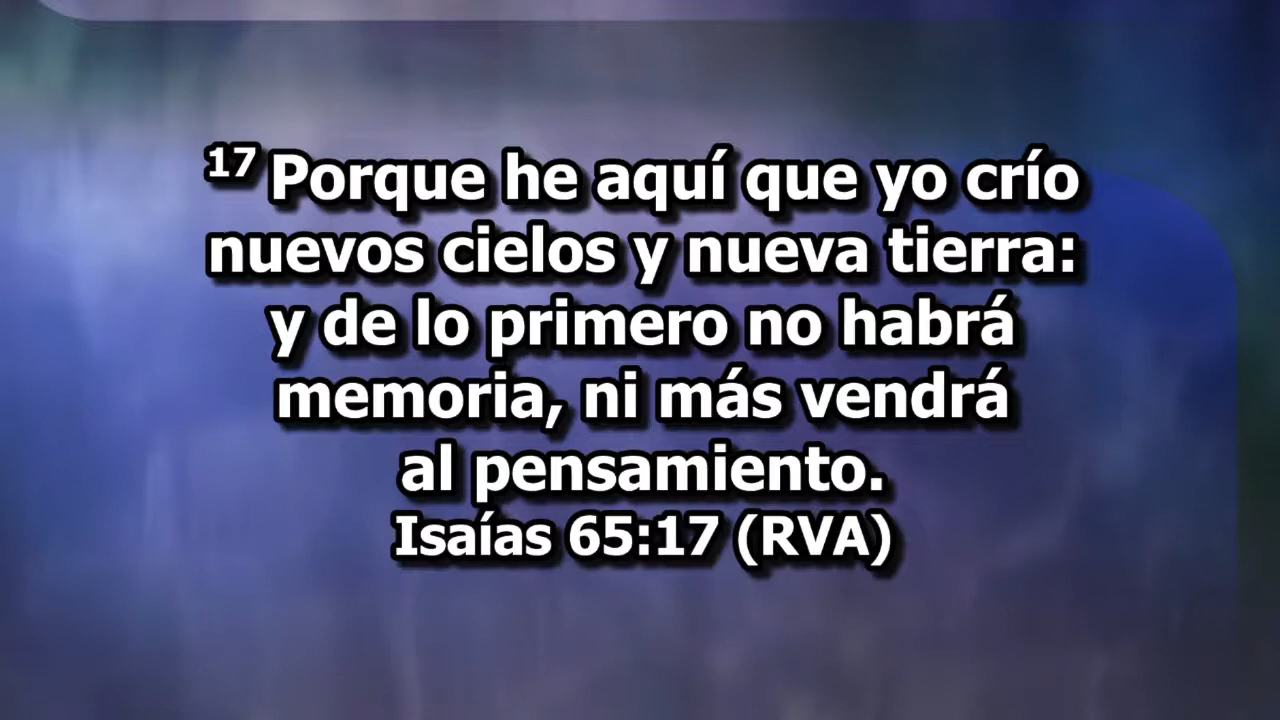 17 Porque he aquí que yo crío
nuevos cielos y nueva tierra:
y de lo primero no habrá
memoria, ni más vendrá
al pensamiento.
Isaías 65:17 (RVA)